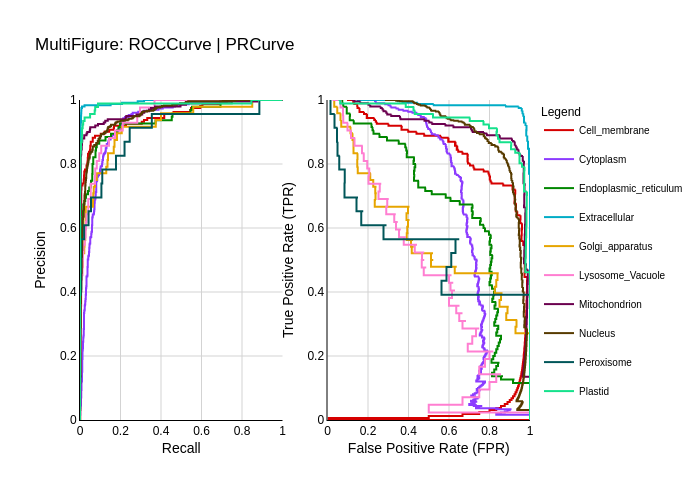 MultiFigure: ROCCurve | PRCurve
Precision
1
0.8
0.6
0.4
0.2
0
0 0.2 0.4 0.6 0.8 1
Recall
True Positive Rate (TPR)
1
0.8
0.6
0.4
0.2
0
0 0.2 0.4 0.6 0.8 1
False Positive Rate (FPR)
Legend
Cell_membrane
Cytoplasm
Endoplasmic_reticulum
Extracellular
Golgi_apparatus
Lysosome_Vacuole
Mitochondrion
Nucleus
Peroxisome
Plastid